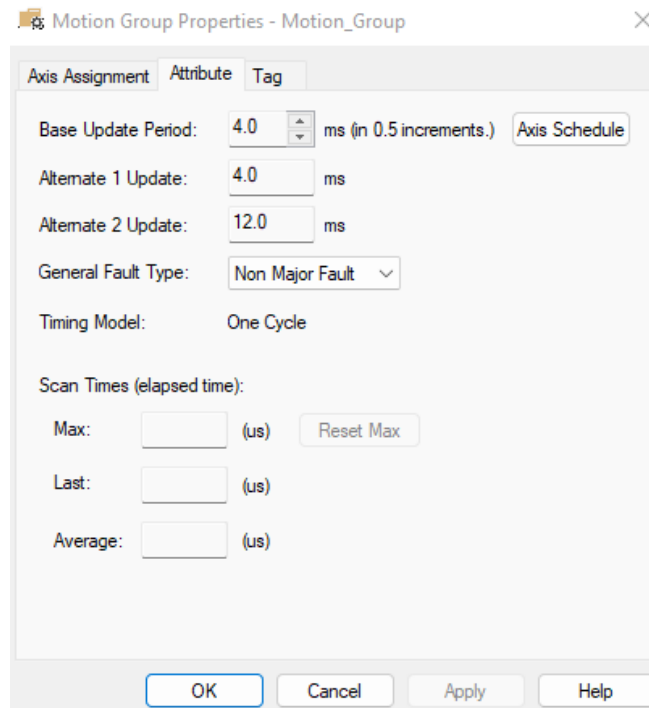 Motion Group Properties - Motion_Group
Axis Assignment Attribute Tag
Base Update Period: 4.0 ms (in 0.5 increments.) Axis Schedule
Alternate 1 Update: 4.0 ms
Alternate 2 Update: 12.0 ms
General Fault Type: Non Major Fault
Timing Model: One Cycle
Scan Times (elapsed time):
Max: (us) Reset Max
Last: (us)
Average: (us)
OK Cancel Apply Help